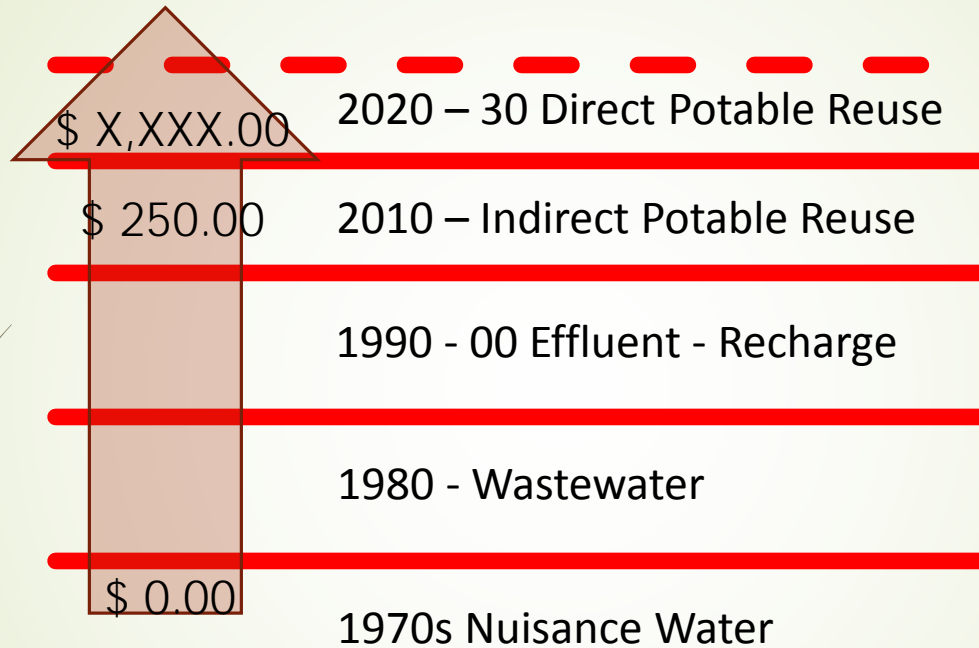 $ X,XXX.00 2020 – 30 Direct Potable Reuse
$ 250.00 2010 – Indirect Potable Reuse
1990 - 00 Effluent - Recharge
1980 - Wastewater
$ 0.00
1970s Nuisance Water